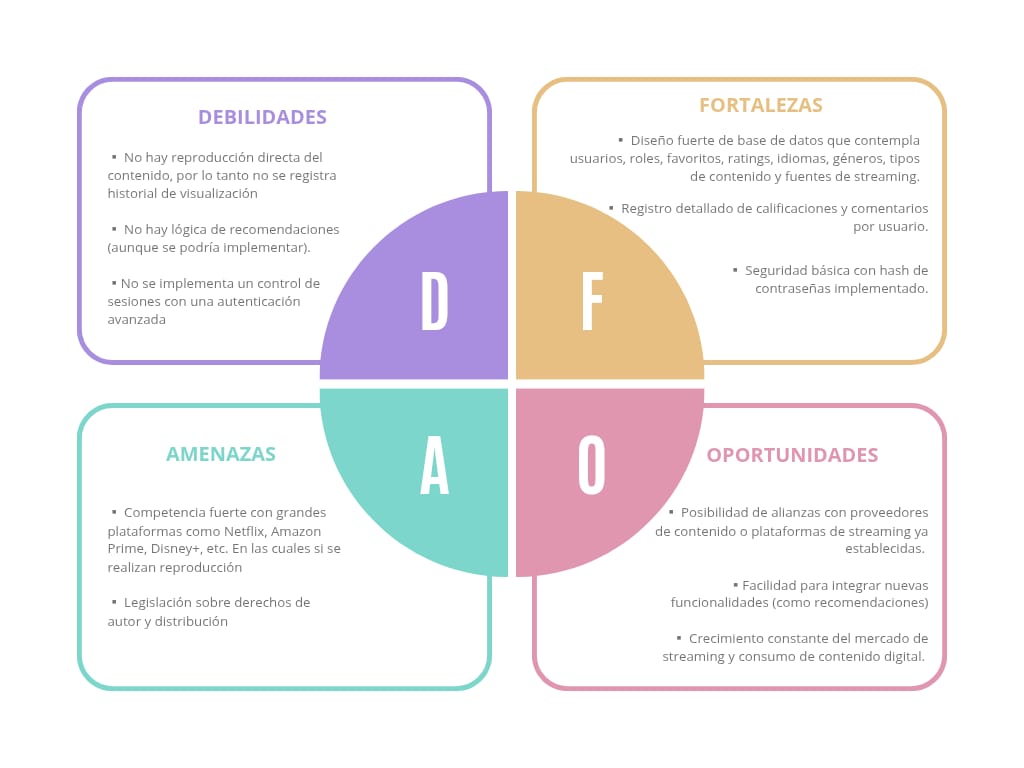 DEBILIDADES
▪ No hay reproducción directa del
contenido, por lo tanto no se registra
historial de visualización
▪ No hay lógica de recomendaciones
(aunque se podría implementar).
▪ No se implementa un control de
sesiones con una autenticación
avanzada
FORTALEZAS
▪ Diseño fuerte de base de datos que contempla
usuarios, roles, favoritos, ratings, idiomas, géneros, tipos
de contenido y fuentes de streaming.
▪ Registro detallado de calificaciones y comentarios
por usuario.
▪ Seguridad básica con hash de
contraseñas implementado.
D
F
A
O
AMENAZAS
▪ Competencia fuerte con grandes
plataformas como Netflix, Amazon
Prime, Disney+, etc. En las cuales si se
realizan reproducción
▪ Legislación sobre derechos de
autor y distribución
OPORTUNIDADES
▪ Posibilidad de alianzas con proveedores
de contenido o plataformas de streaming ya
establecidas.
▪ Facilidad para integrar nuevas
funcionalidades (como recomendaciones)
▪ Crecimiento constante del mercado de
streaming y consumo de contenido digital.